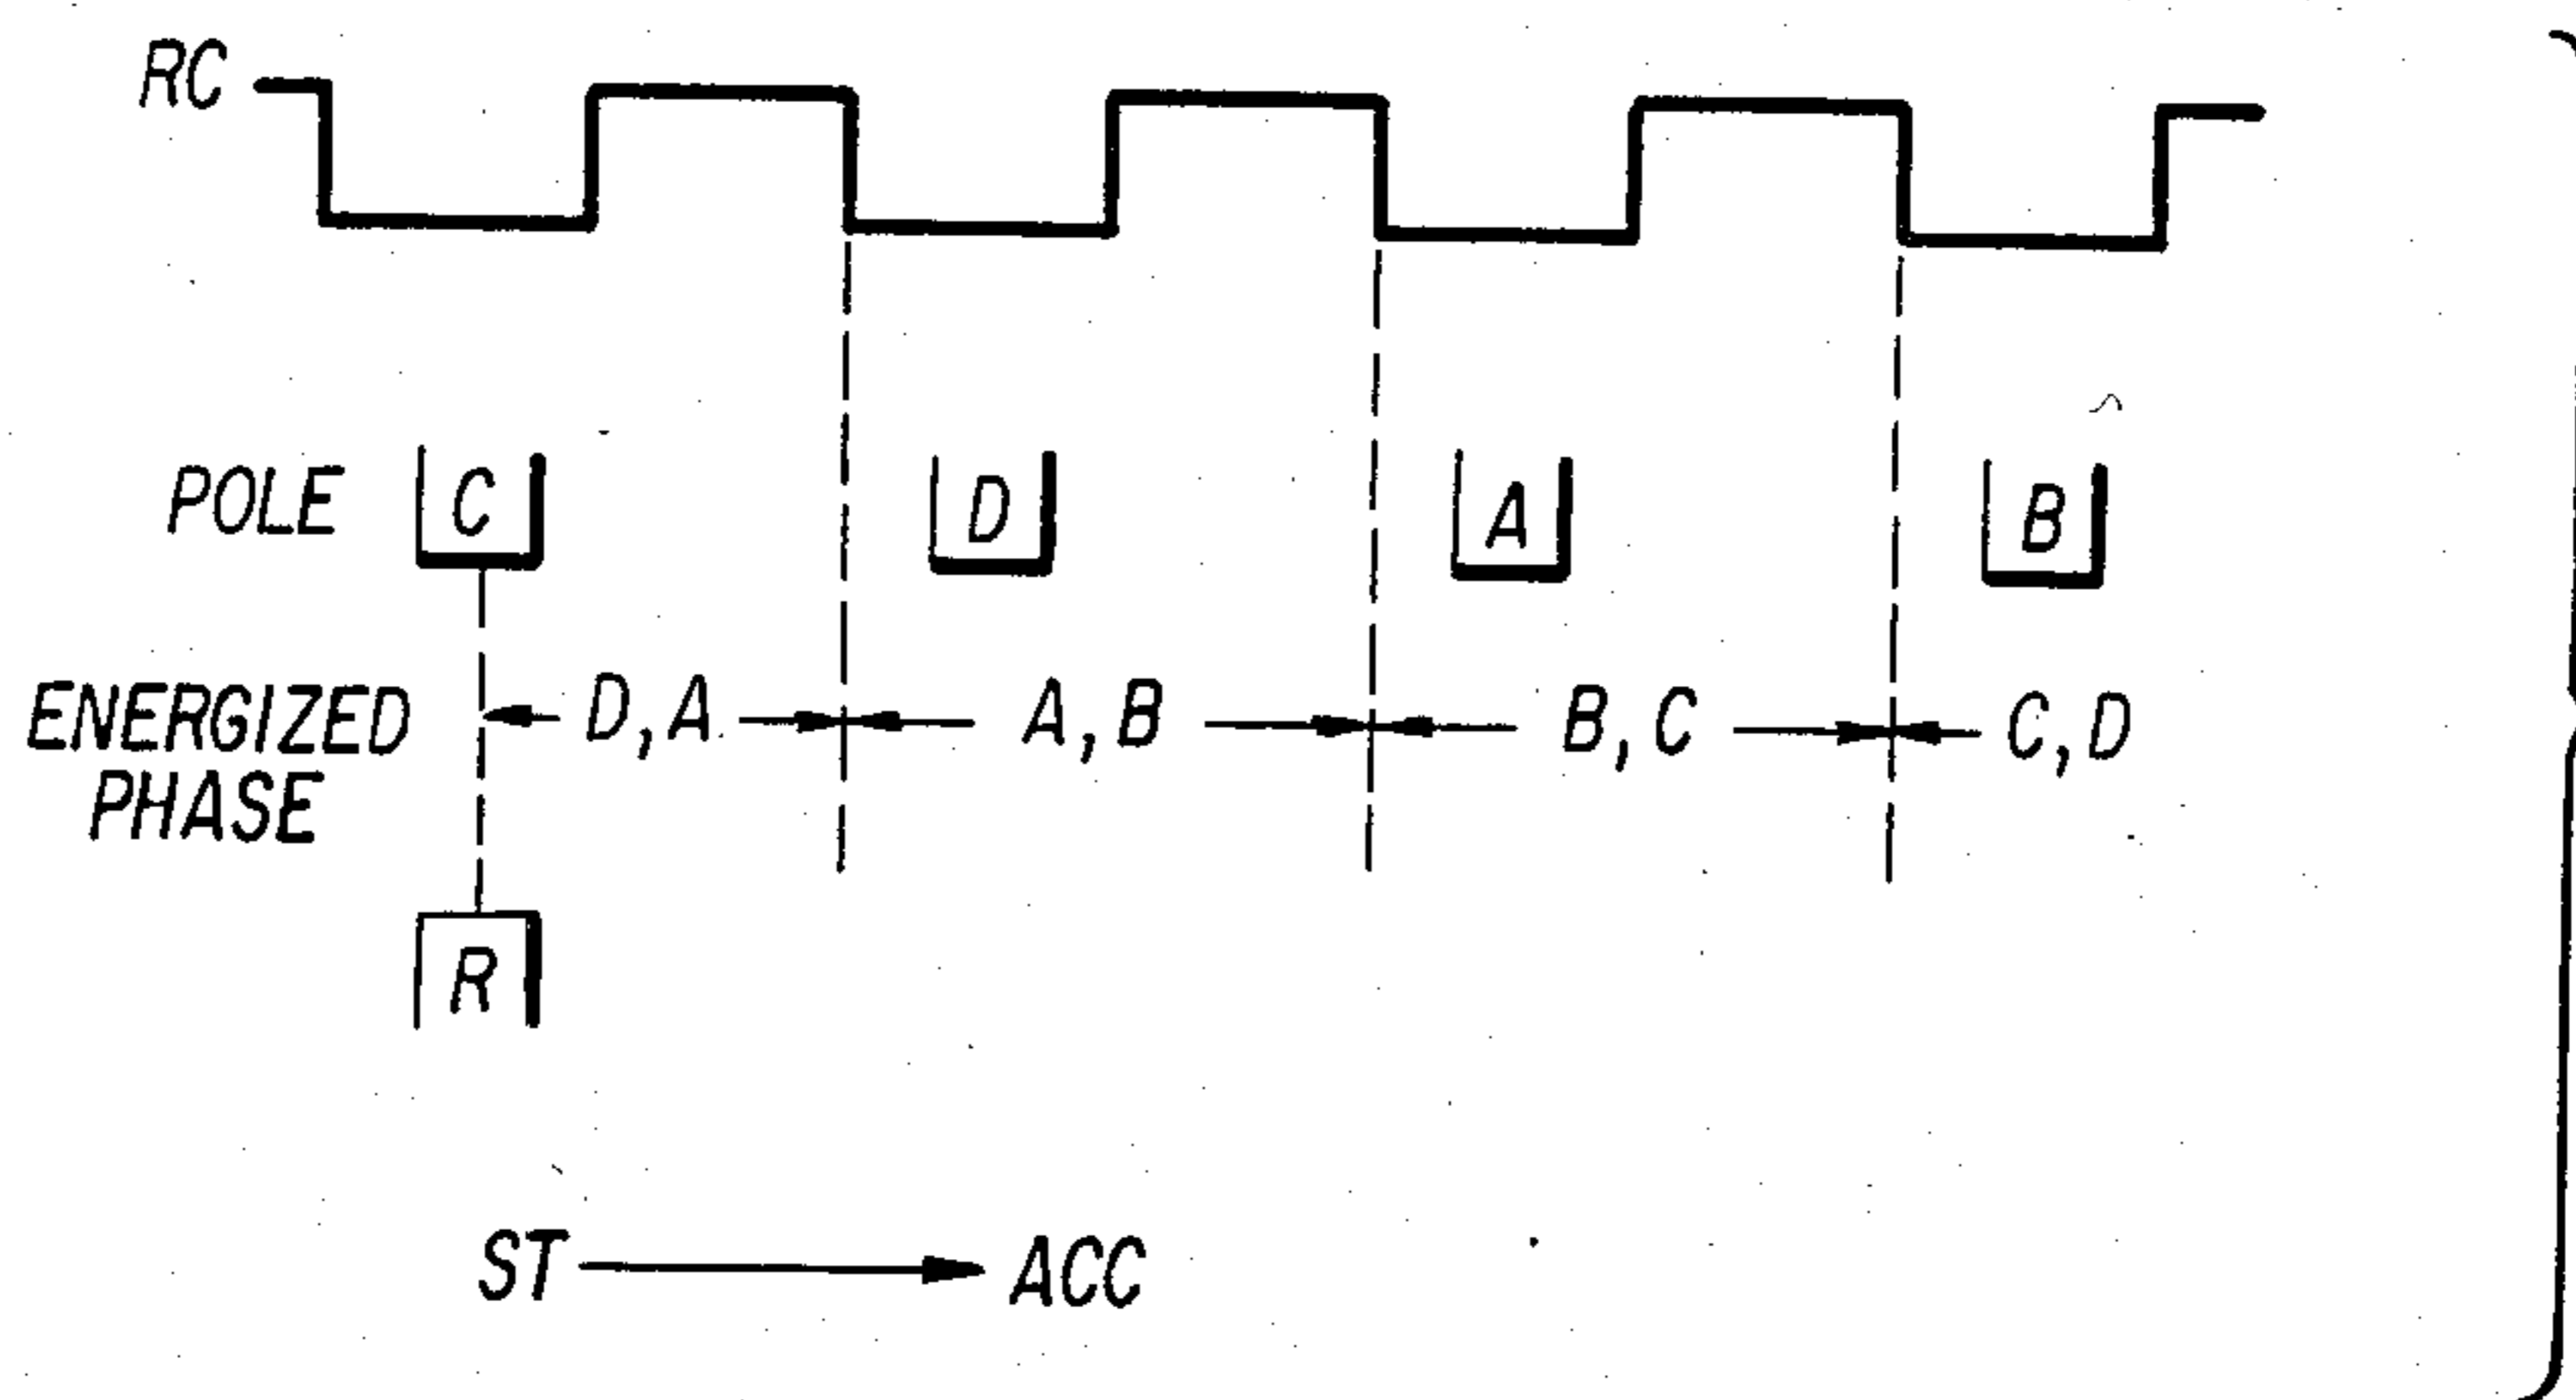 RC
POLE C D A B
ENERGIZED PHASE D,A A,B B,C C,D
R
ST ACC